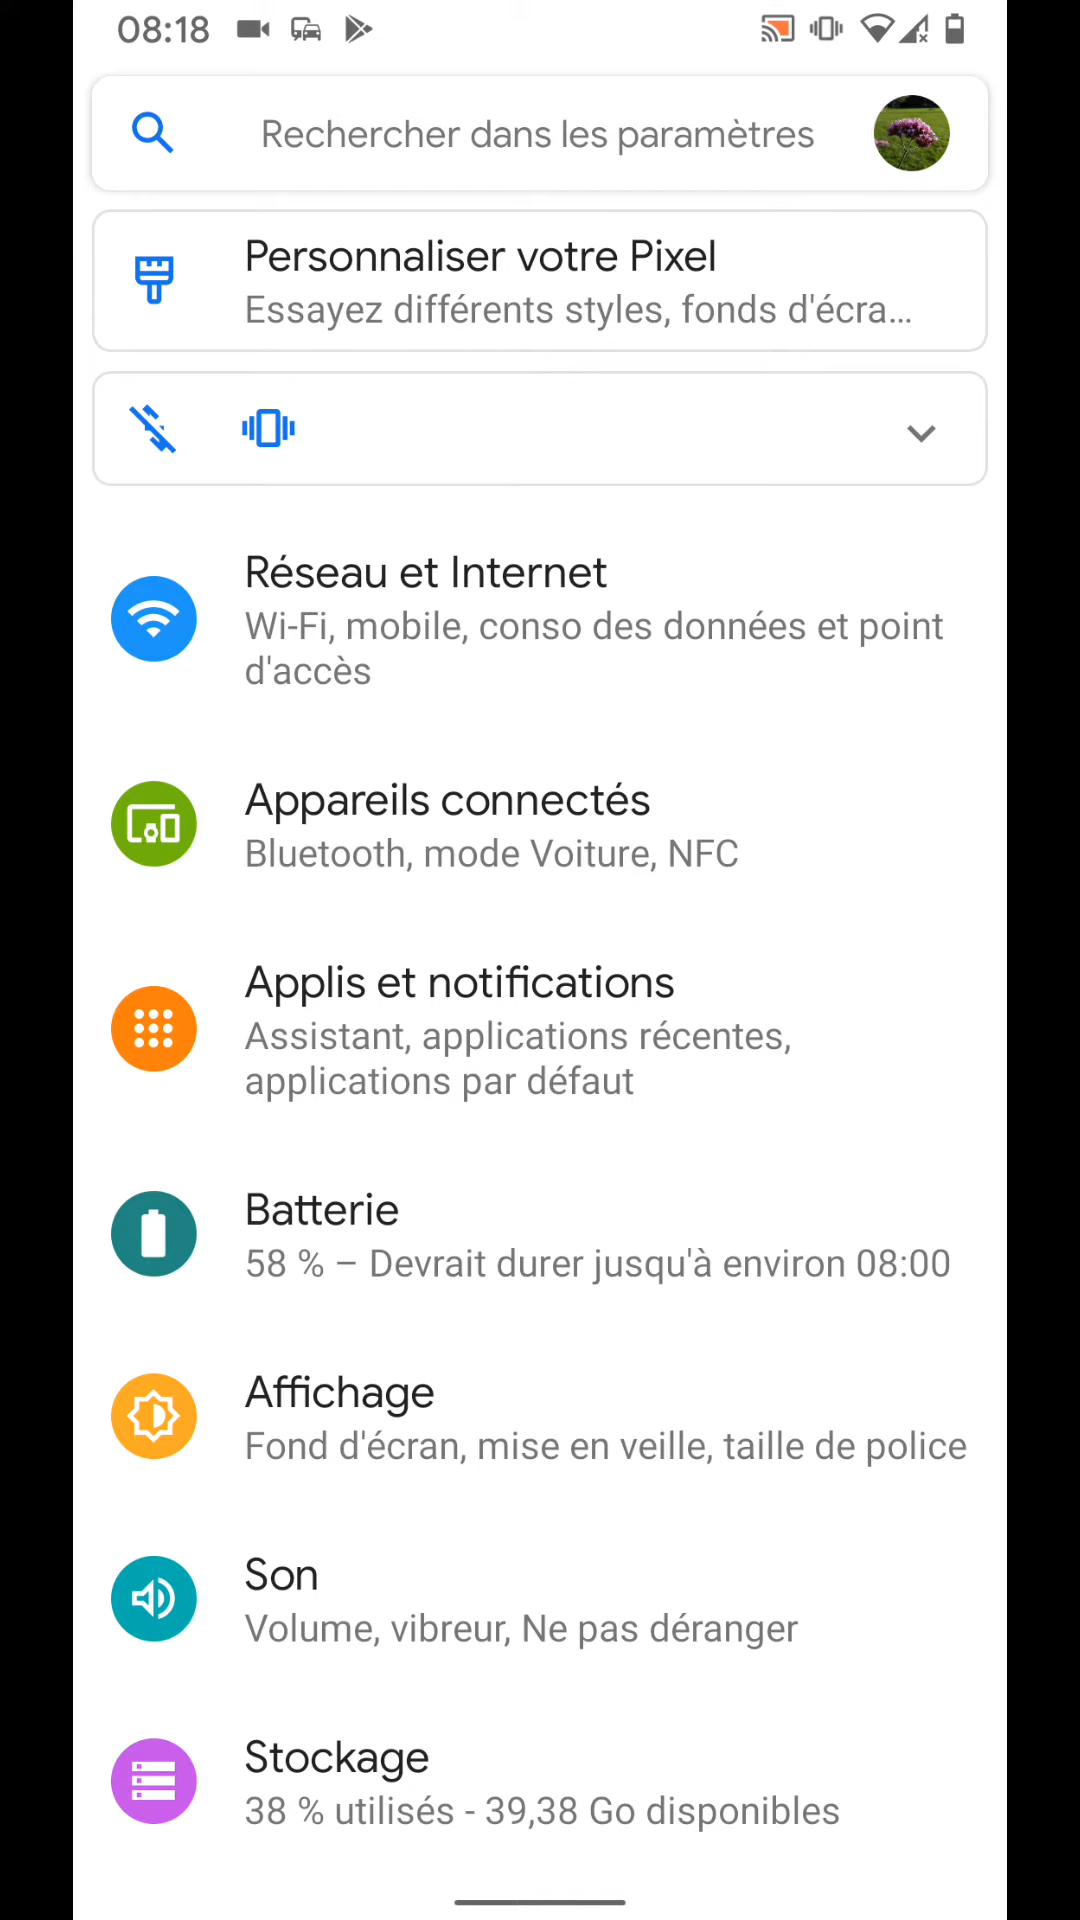 08:18
Rechercher dans les paramètres
Personnaliser votre Pixel
Essayez différents styles, fonds d'écra...
Réseau et Internet
Wi-Fi, mobile, conso des données et point
d'accès
Appareils connectés
Bluetooth, mode Voiture, NFC
Applis et notifications
Assistant, applications récentes,
applications par défaut
Batterie
58 % – Devrait durer jusqu'à environ 08:00
Affichage
Fond d'écran, mise en veille, taille de police
Son
Volume, vibreur, Ne pas déranger
Stockage
38 % utilisés - 39,38 Go disponibles